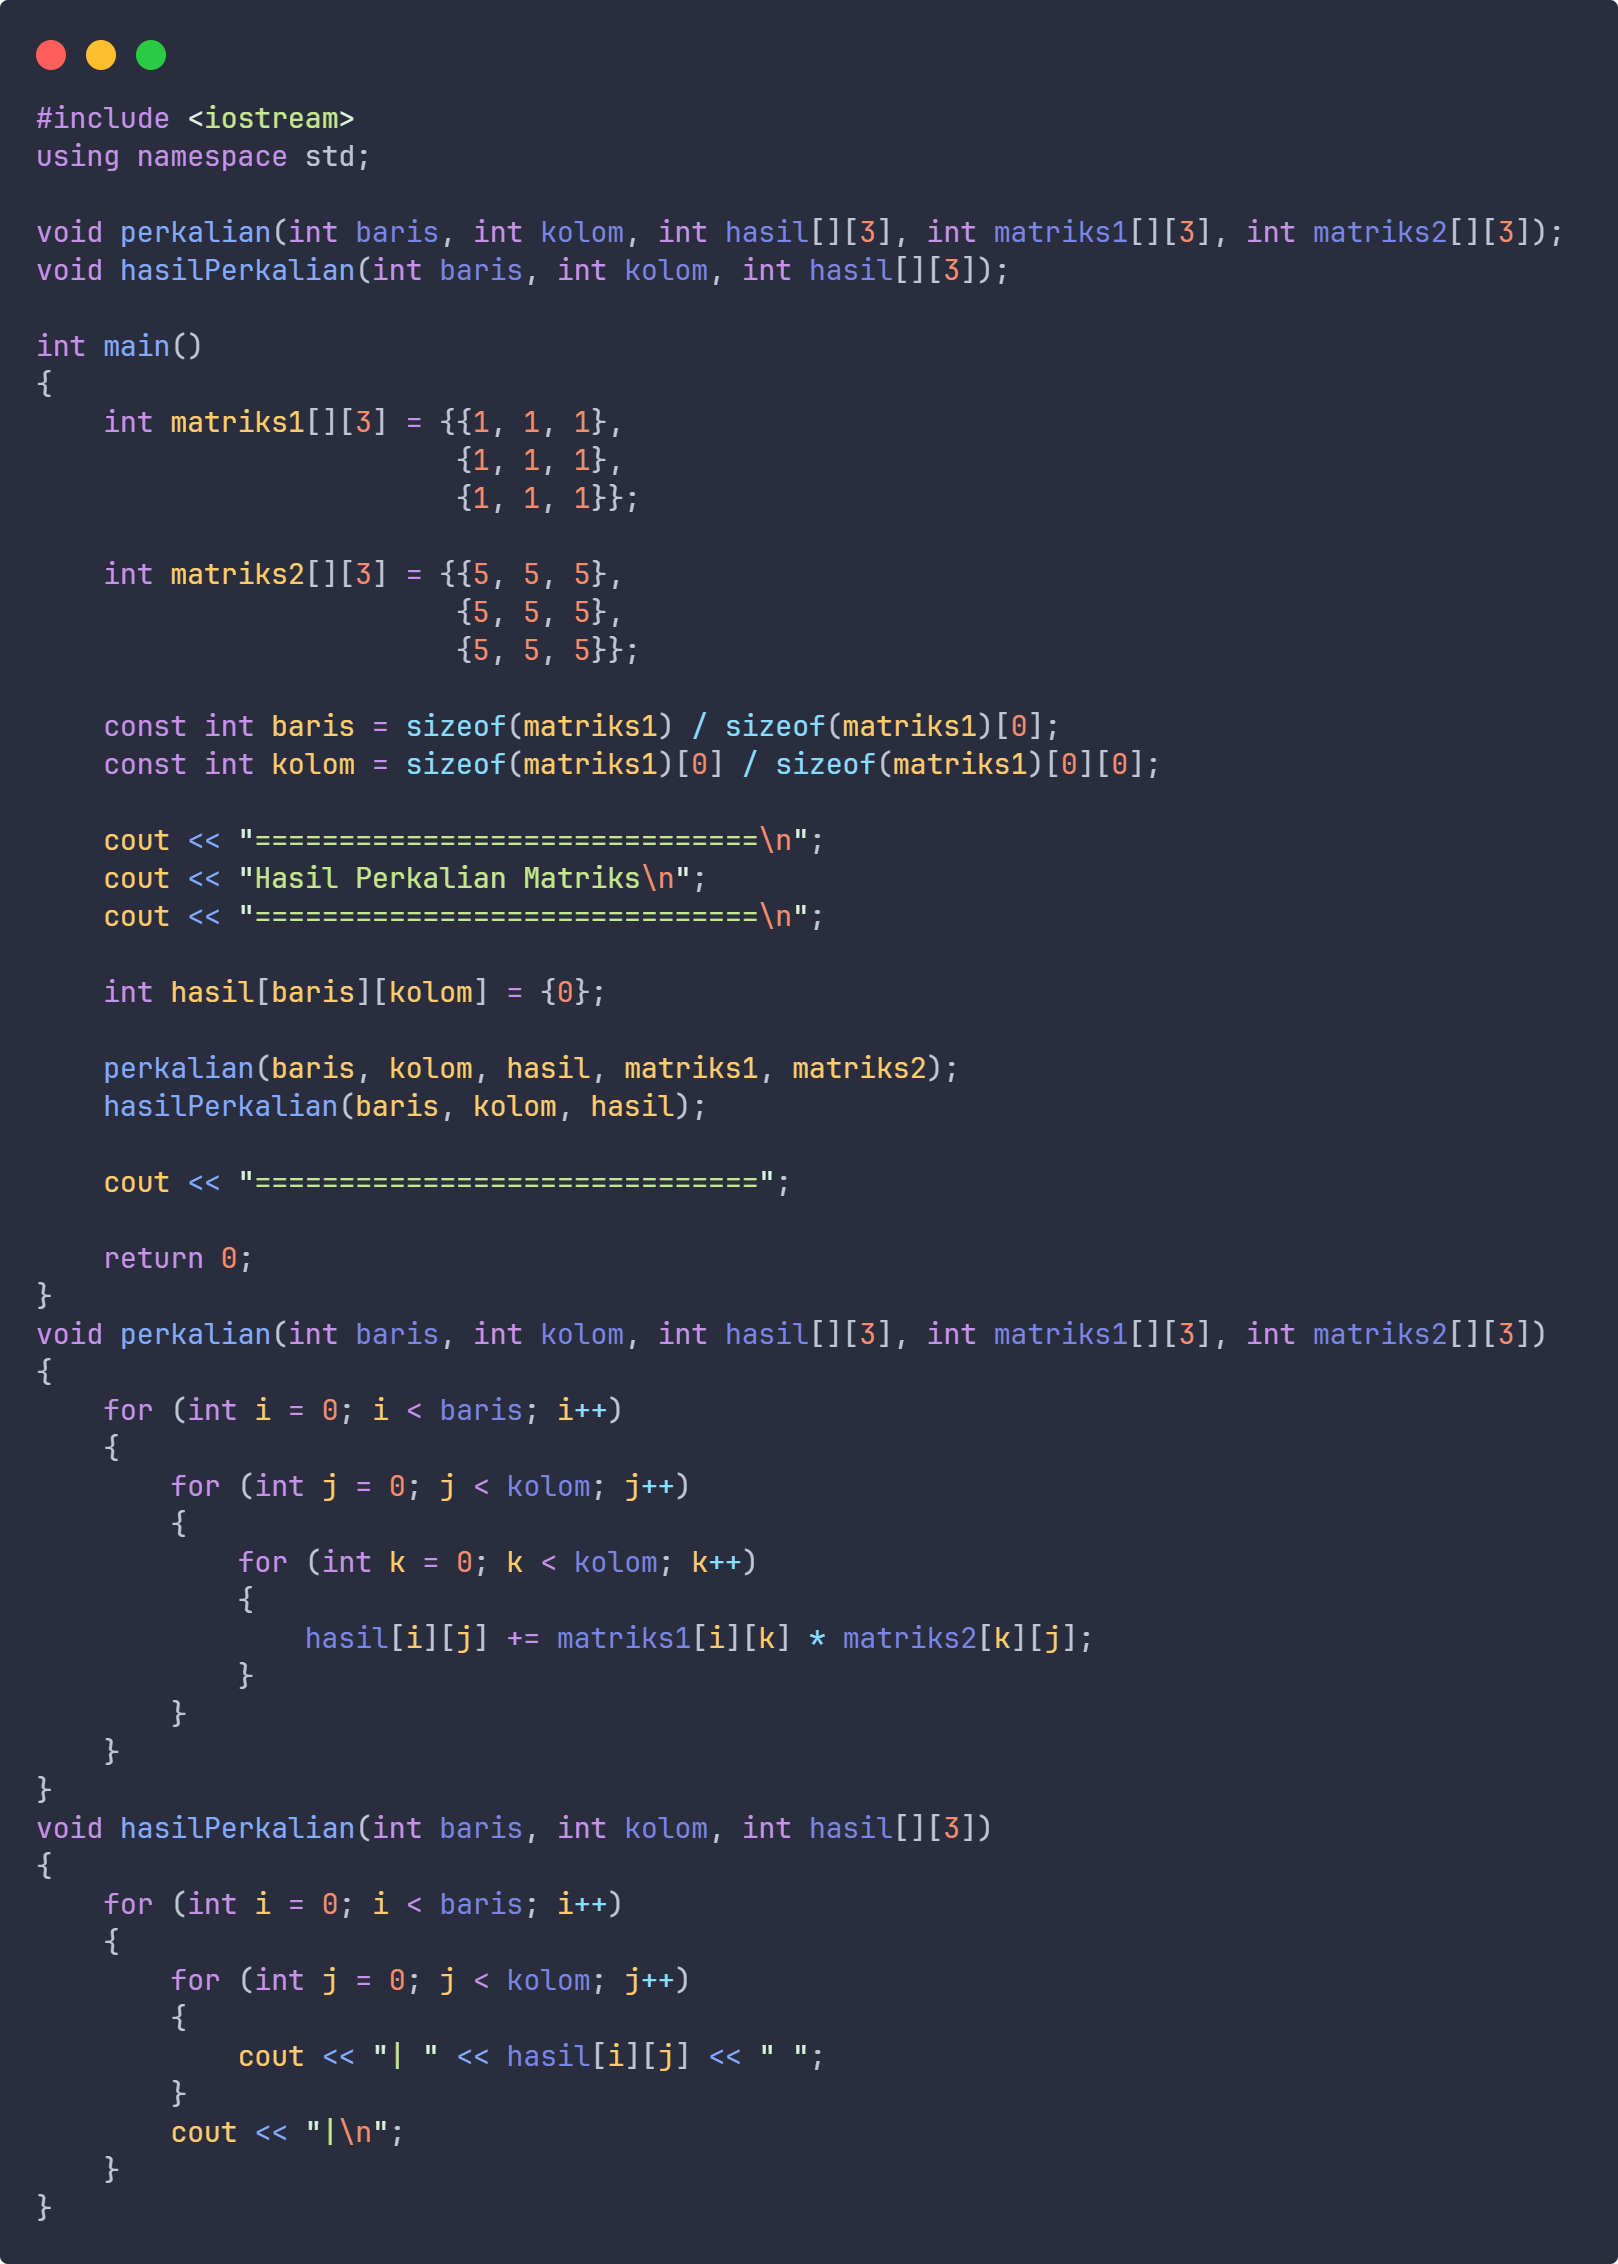 #include <iostream>
using namespace std;

void perkalian(int baris, int kolom, int hasil[][3], int matriks1[][3], int matriks2[][3]);
void hasilPerkalian(int baris, int kolom, int hasil[][3]);

int main()
{
    int matriks1[][3] = {{1, 1, 1},
                         {1, 1, 1},
                         {1, 1, 1}};

    int matriks2[][3] = {{5, 5, 5},
                         {5, 5, 5},
                         {5, 5, 5}};

    const int baris = sizeof(matriks1) / sizeof(matriks1)[0];
    const int kolom = sizeof(matriks1)[0] / sizeof(matriks1)[0][0];

    cout << "==============================\n";
    cout << "Hasil Perkalian Matriks\n";
    cout << "==============================\n";

    int hasil[baris][kolom] = {0};

    perkalian(baris, kolom, hasil, matriks1, matriks2);
    hasilPerkalian(baris, kolom, hasil);

    cout << "==============================";

    return 0;
}
void perkalian(int baris, int kolom, int hasil[][3], int matriks1[][3], int matriks2[][3])
{
    for (int i = 0; i < baris; i++)
    {
        for (int j = 0; j < kolom; j++)
        {
            for (int k = 0; k < kolom; k++)
            {
                hasil[i][j] += matriks1[i][k] * matriks2[k][j];
            }
        }
    }
}
void hasilPerkalian(int baris, int kolom, int hasil[][3])
{
    for (int i = 0; i < baris; i++)
    {
        for (int j = 0; j < kolom; j++)
        {
            cout << "| " << hasil[i][j] << " ";
        }
        cout << "|\n";
    }
}